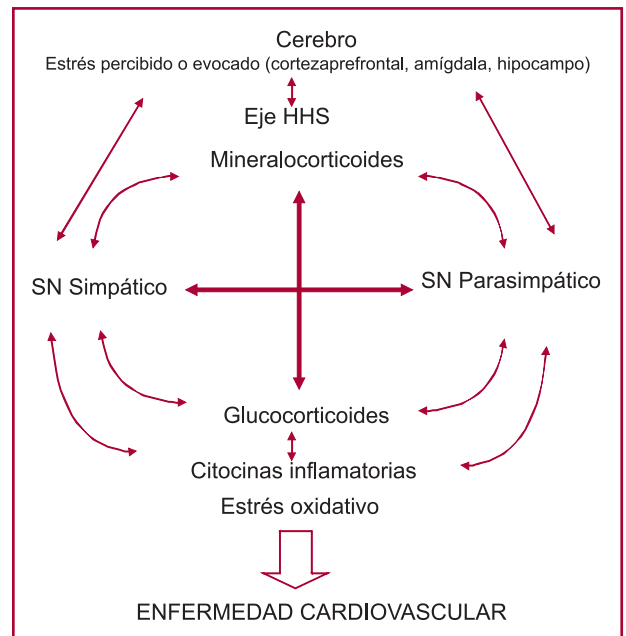 Cerebro
Estrés percibido o evocado (cortezaprefrontal, amígdala, hipocampo)
Eje HHS
Mineralocorticoides
SN Simpático
SN Parasimpático
Glucocorticoides
Citocinas inflamatorias
Estrés oxidativo
ENFERMEDAD CARDIOVASCULAR